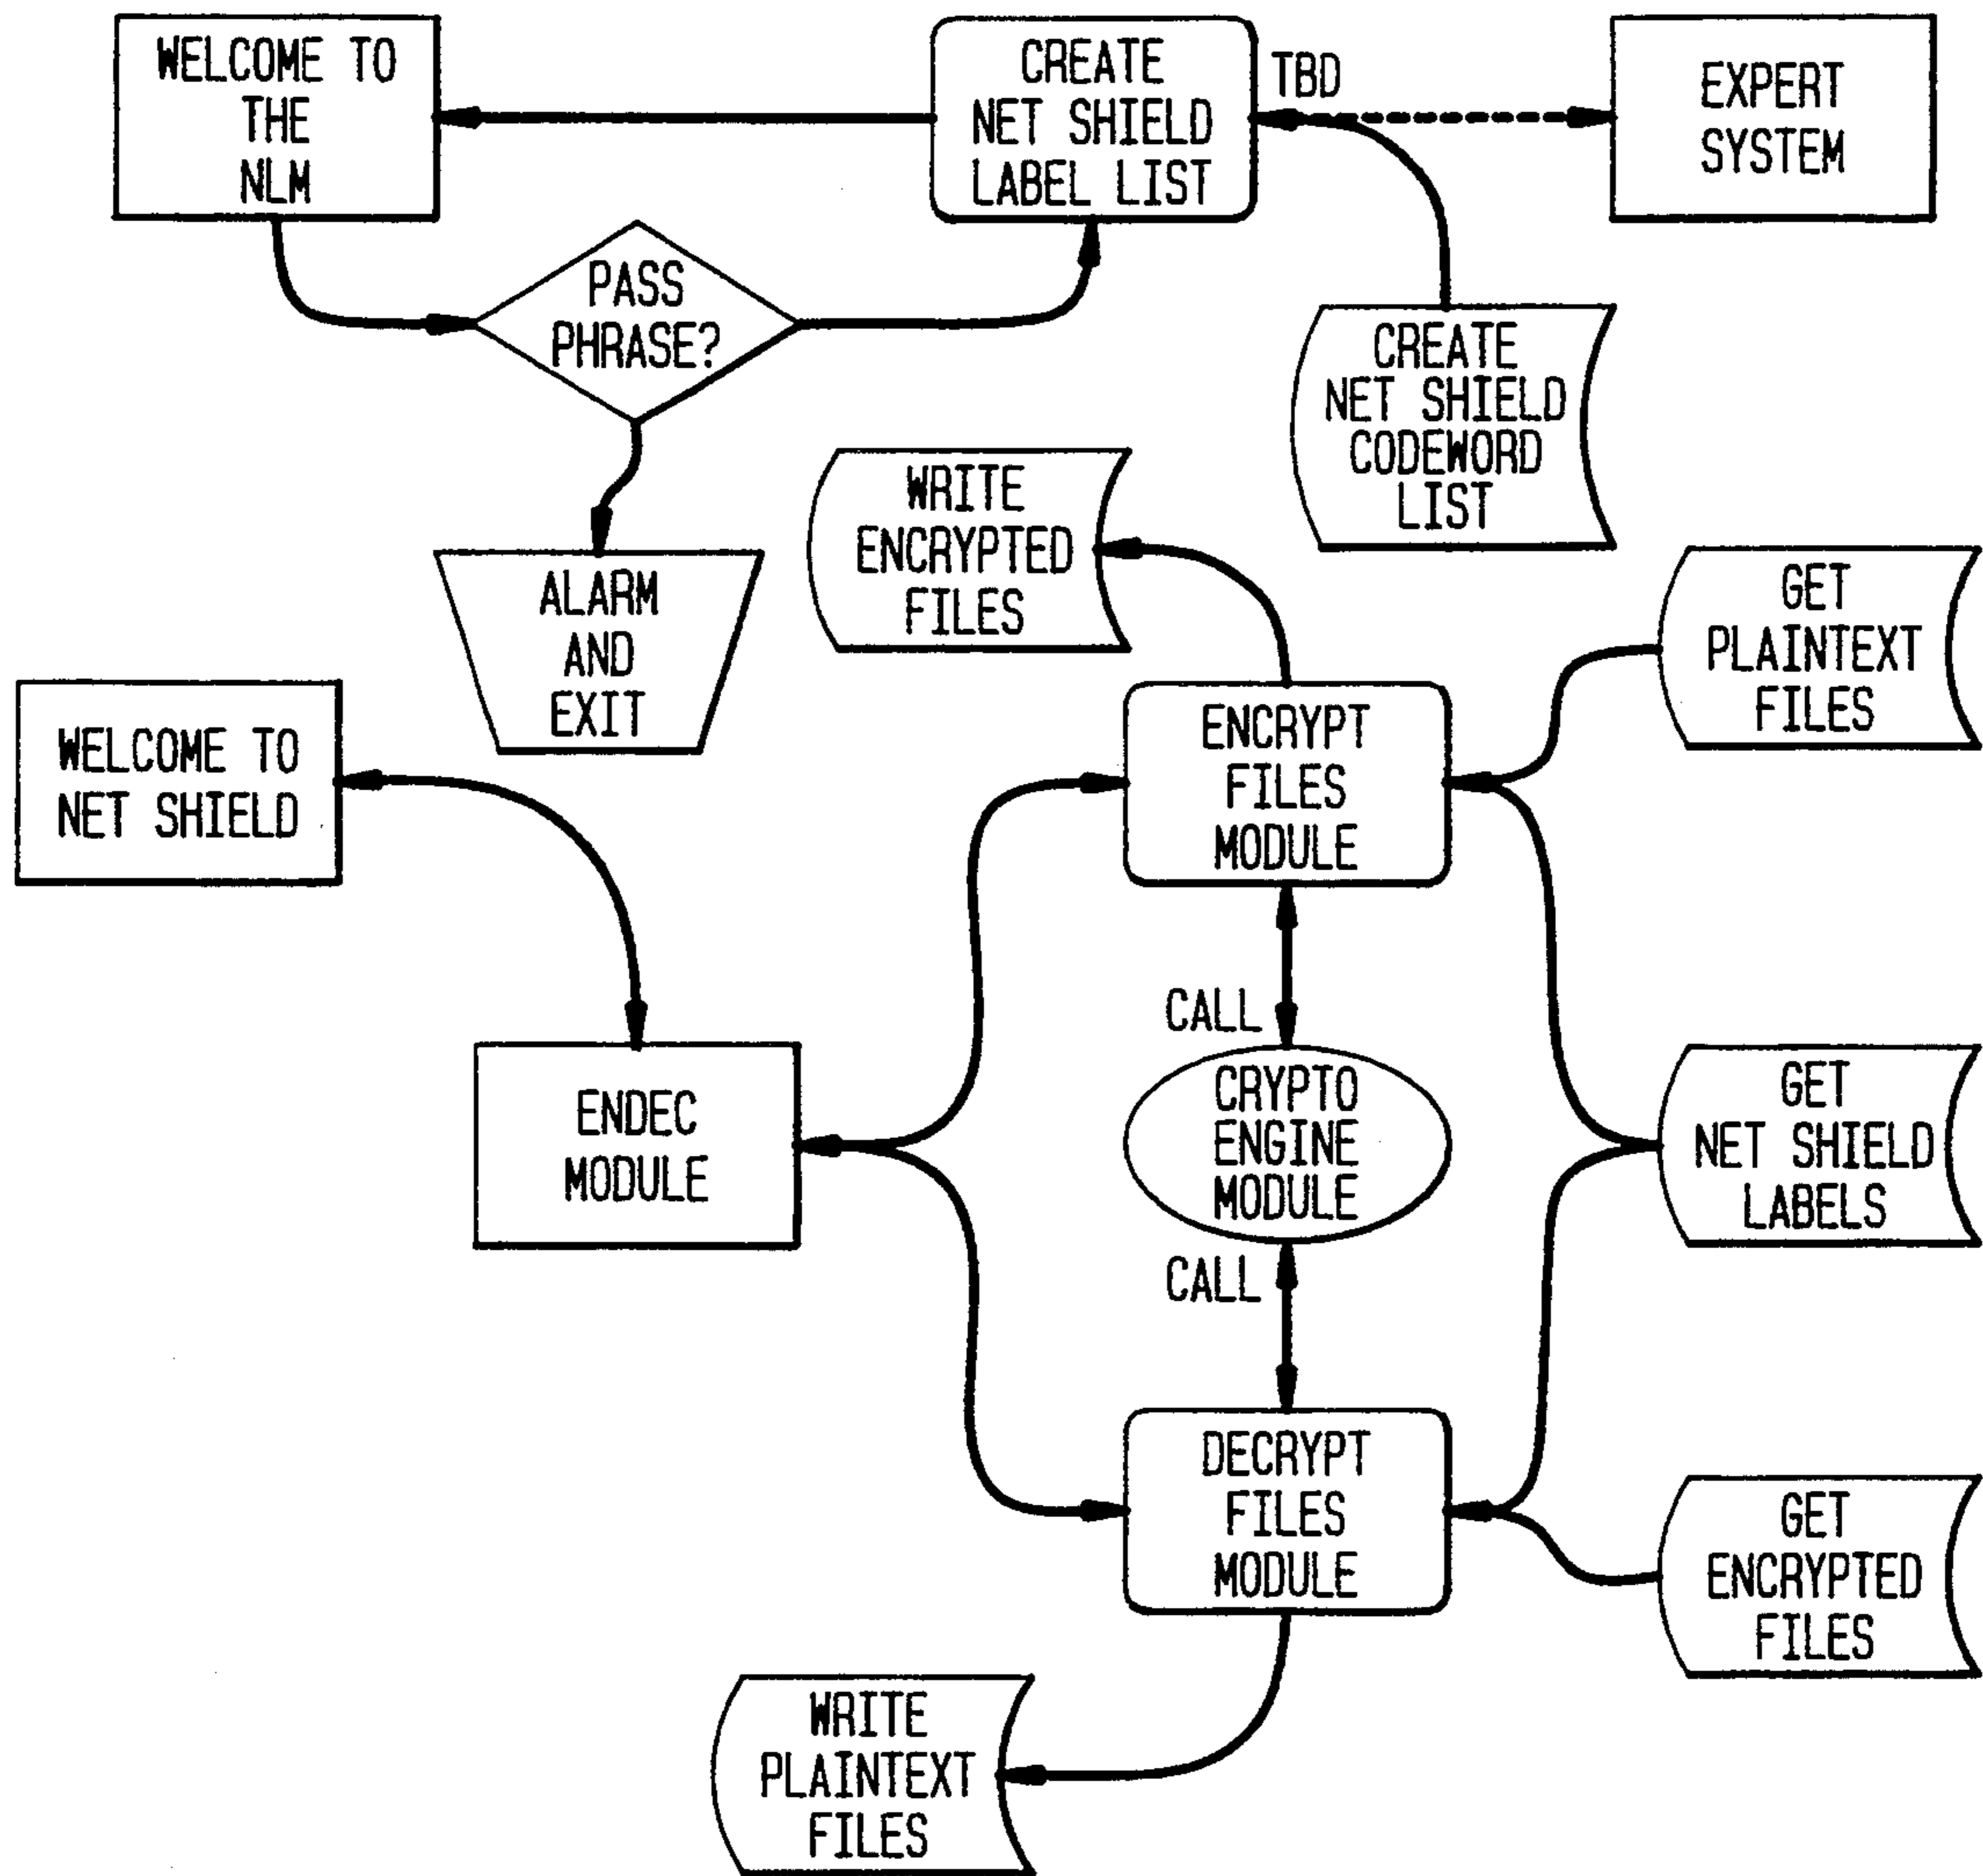 WELCOME TO
THE
NLM
CREATE
NET SHIELD
LABEL LIST
TBD
EXPERT
SYSTEM
PASS
PHRASE?
CREATE
NET SHIELD
CODEWORD
LIST
WRITE
ENCRYPTED
FILES
ALARM
AND
EXIT
GET
PLAINTEXT
FILES
WELCOME TO
NET SHIELD
ENCRYPT
FILES
MODULE
CALL
ENDEC
MODULE
CRYPTO
ENGINE
MODULE
GET
NET SHIELD
LABELS
CALL
DECRYPT
FILES
MODULE
GET
ENCRYPTED
FILES
WRITE
PLAINTEXT
FILES